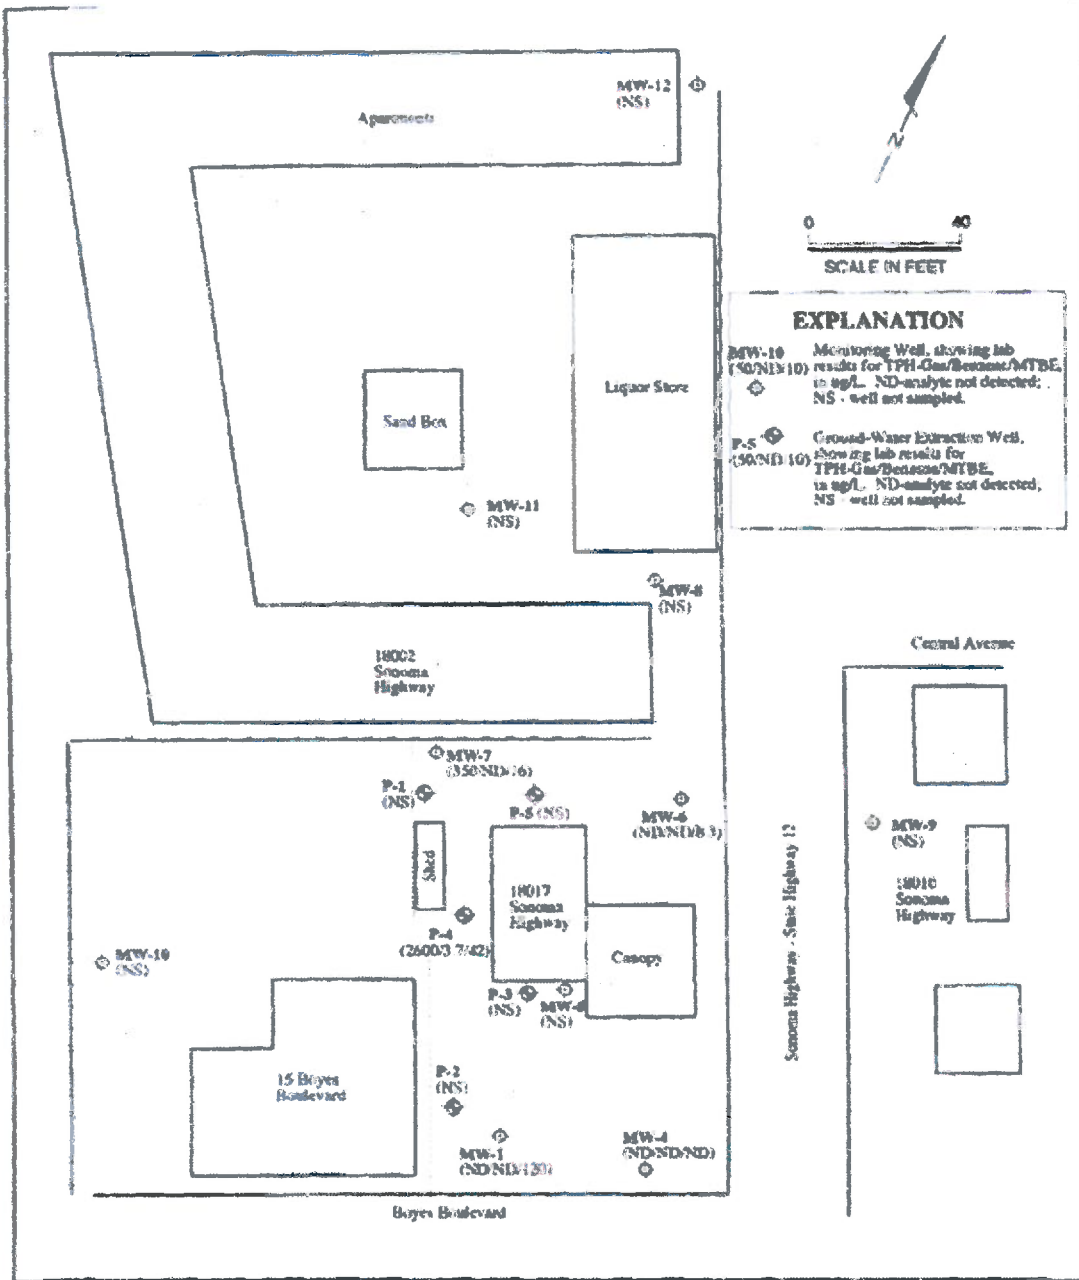 MW-12
(NS)
Apartments
N
0 40
SCALE IN FEET
EXPLANATION
MW-10
(50/ND/10)
Monitoring Well, showing lab
results for TPH-Gas/Benzene/MTBE,
in ug/L. ND-analyte not detected;
NS - well not sampled.
P-5
(50/ND/10)
Ground-Water Extraction Well,
showing lab results for
TPH-Gas/Benzene/MTBE,
in ug/L. ND-analyte not detected;
NS - well not sampled.
Liquor Store
Sand Box
MW-11
(NS)
MW-8
(NS)
18002
Sonoma
Highway
Central Avenue
MW-7
P-1
(NS)
P-5 (NS)
MW-6
MW-9
(NS)
Shed
18017
Sonoma
Highway
18010
Sonoma
Highway
P-4
Canopy
Sonoma Highway - State Highway 12
MW-10
(NS)
P-3
(NS)
(NS)
P-2
(NS)
15 Boyes
Boulevard
MW-1
(ND/ND/120)
MW-4
(ND/ND/ND)
Boyes Boulevard